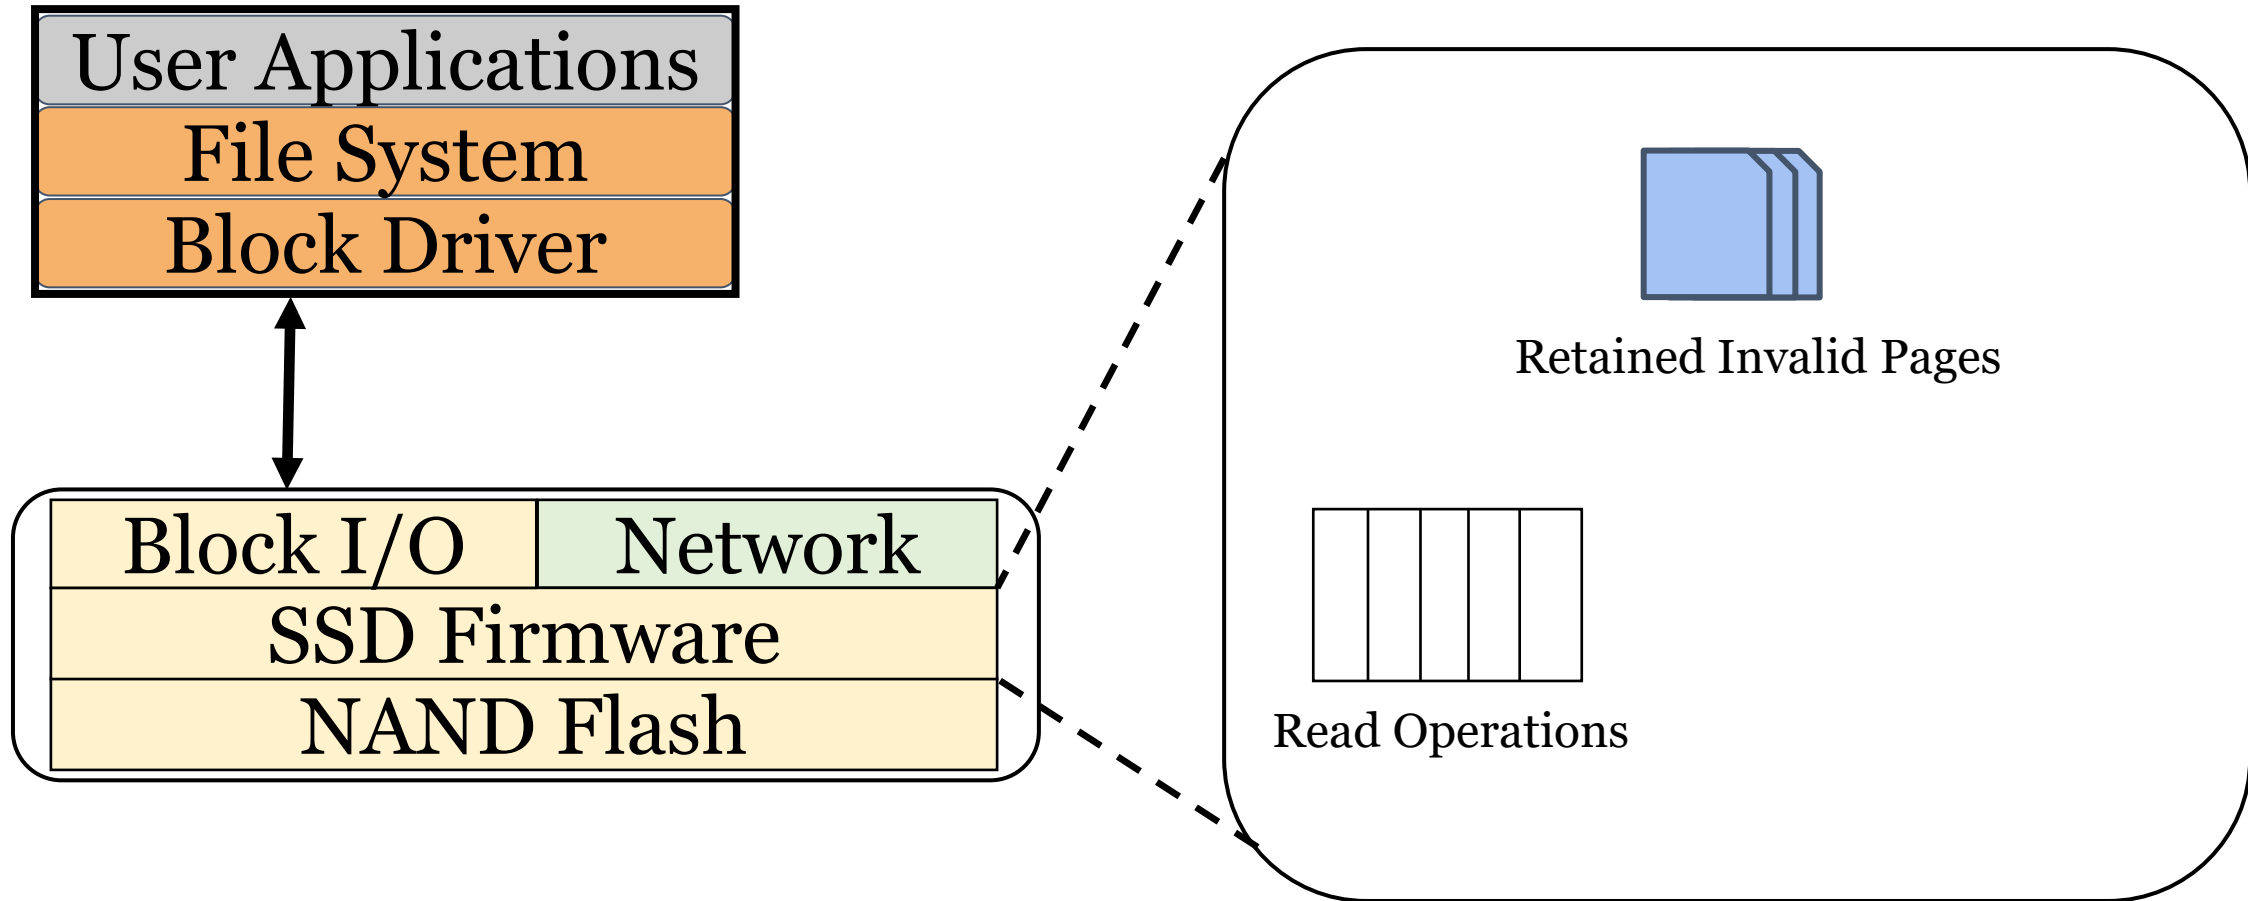 User Applications
File System
Block Driver
Block I/O
Network
SSD Firmware
NAND Flash
Retained Invalid Pages
Read Operations